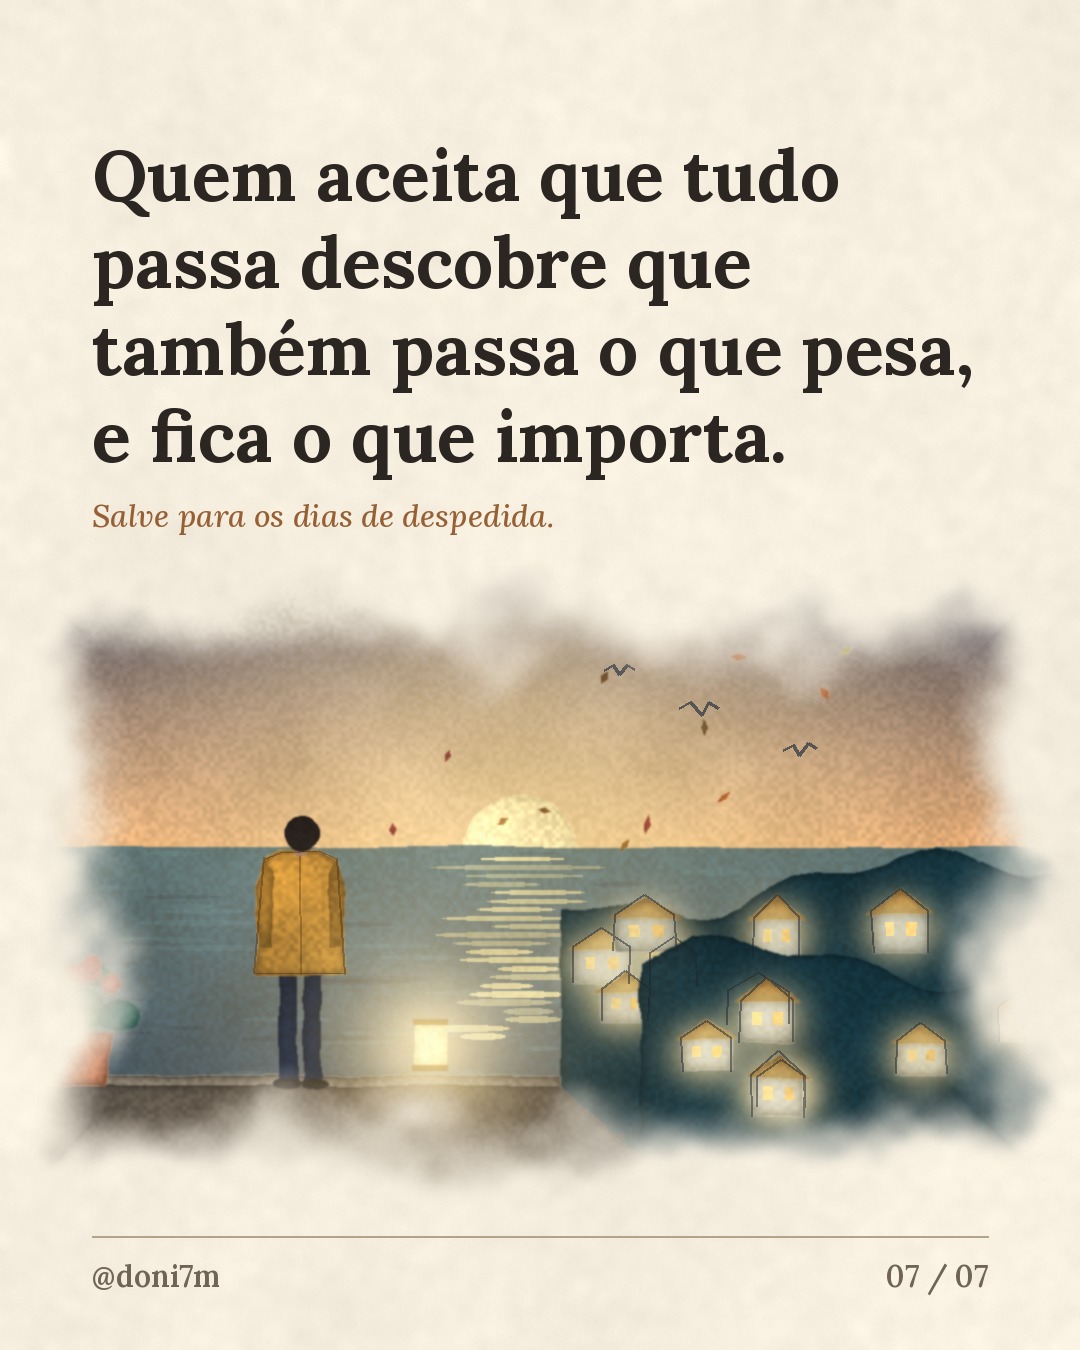 Quem aceita que tudo
passa descobre que
também passa o que pesa,
e fica o que importa.
Salve para os dias de despedida.
@doni7m
07 / 07